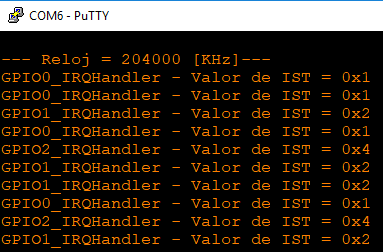 COM6 - PuTTY
--- Reloj = 204000 [KHz]---
GPIO0_IRQHandler - Valor de IST = 0x1
GPIO0_IRQHandler - Valor de IST = 0x1
GPIO1_IRQHandler - Valor de IST = 0x2
GPIO0_IRQHandler - Valor de IST = 0x1
GPIO2_IRQHandler - Valor de IST = 0x4
GPIO1_IRQHandler - Valor de IST = 0x2
GPIO1_IRQHandler - Valor de IST = 0x2
GPIO0_IRQHandler - Valor de IST = 0x1
GPIO2_IRQHandler - Valor de IST = 0x4
GPIO1_IRQHandler - Valor de IST = 0x2